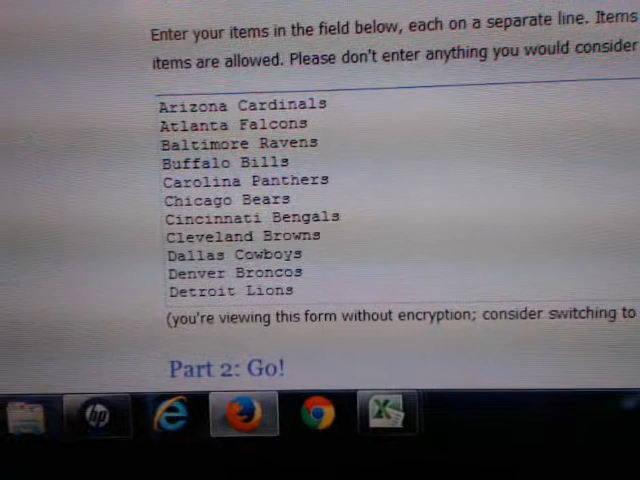 Enter your items in the field below, each on a separate line. Items
items are allowed. Please don't enter anything you would consider
Arizona Cardinals
Atlanta Falcons
Baltimore Ravens
Buffalo Bills
Carolina Panthers
Chicago Bears
Cincinnati Bengals
Cleveland Browns
Dallas Cowboys
Denver Broncos
Detroit Lions
(you're viewing this form without encryption; consider switching to
Part 2: Go!
hp